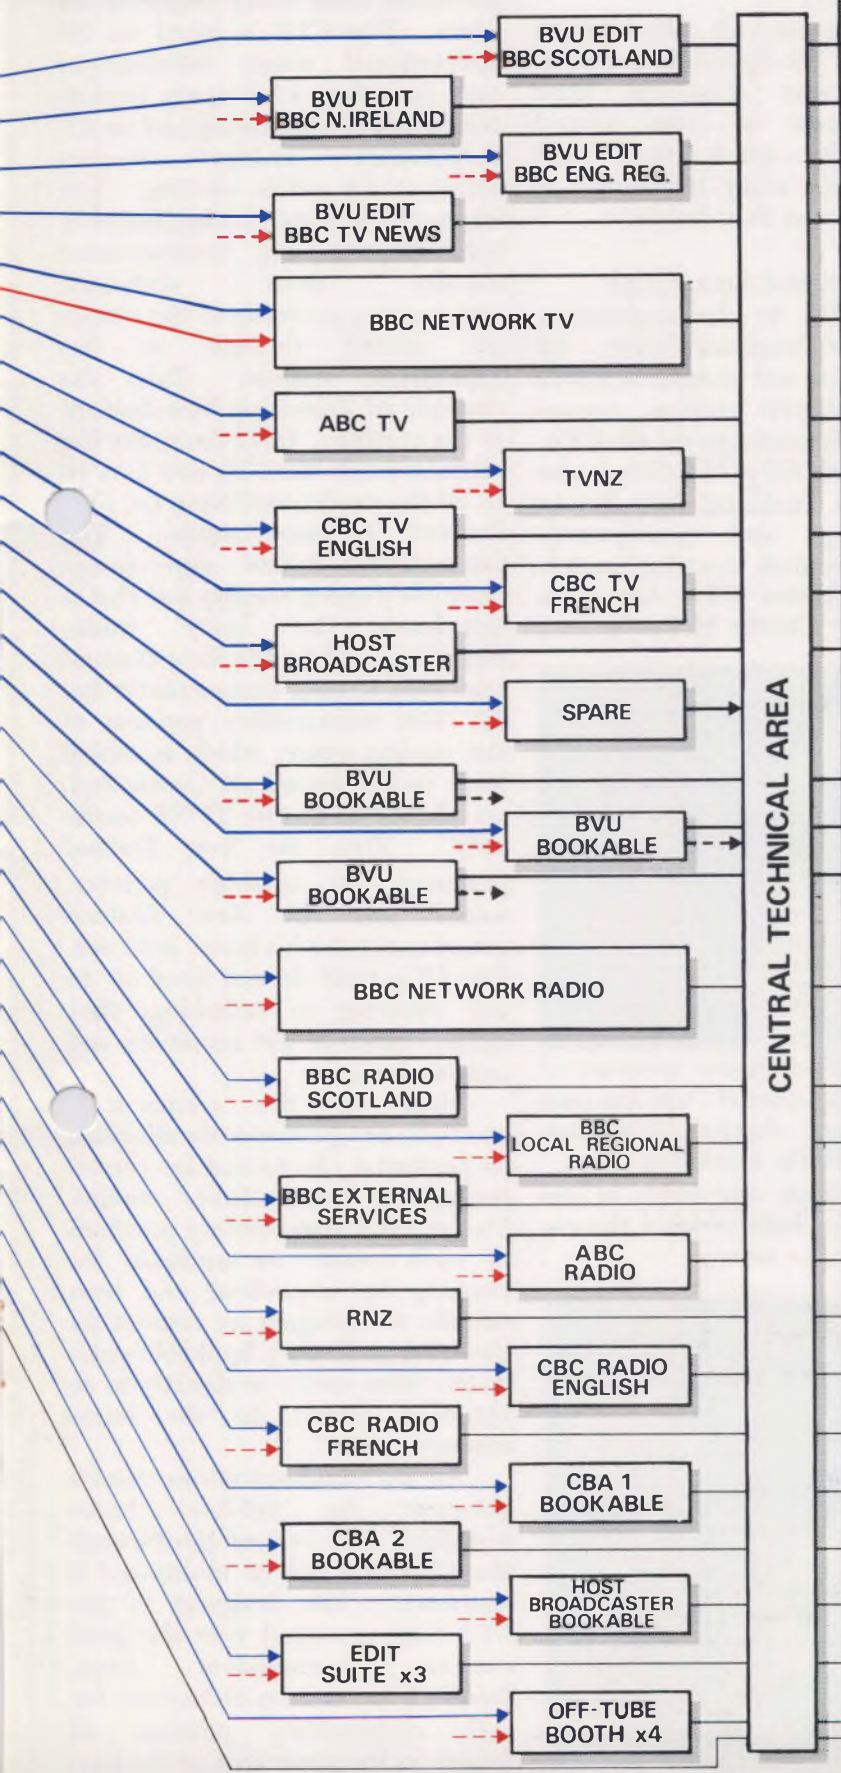 BVU EDIT
BBC SCOTLAND
BVU EDIT
BBC N.IRELAND
BVU EDIT
BBC ENG. REG.
BVU EDIT
BBC TV NEWS
BBC NETWORK TV
ABC TV
TVNZ
CBC TV
ENGLISH
CBC TV
FRENCH
HOST
BROADCASTER
SPARE
BVU
BOOKABLE
BVU
BOOKABLE
BVU
BOOKABLE
BBC NETWORK RADIO
BBC RADIO
SCOTLAND
BBC
LOCAL REGIONAL
RADIO
BBC EXTERNAL
SERVICES
ABC
RADIO
RNZ
CBC RADIO
ENGLISH
CBC RADIO
FRENCH
CBA 1
BOOKABLE
CBA 2
BOOKABLE
HOST
BROADCASTER
BOOKABLE
EDIT
SUITE x3
OFF-TUBE
BOOTH x4
CENTRAL TECHNICAL AREA